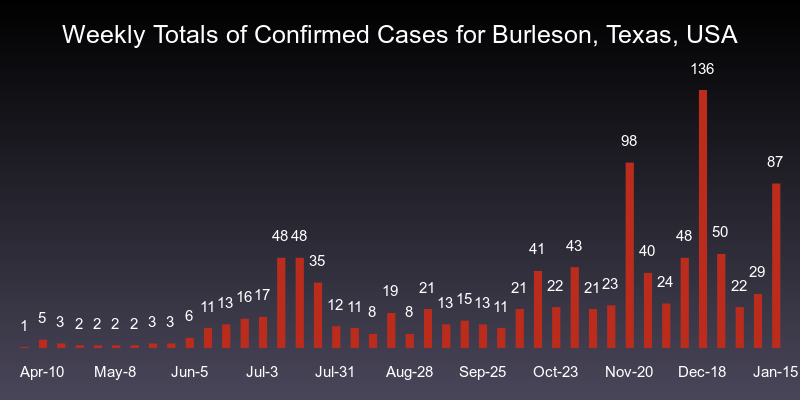 Weekly Totals of Confirmed Cases for Burleson, Texas, USA
1 5 3 2 2 2 2 3 3 6 11 13 16 17 48 48 35 12 11 8 19 8 21 13 15 13 11 21 41 22 43 21 23 98 40 24 48 136 50 22 29 87
Apr-10 May-8 Jun-5 Jul-3 Jul-31 Aug-28 Sep-25 Oct-23 Nov-20 Dec-18 Jan-15